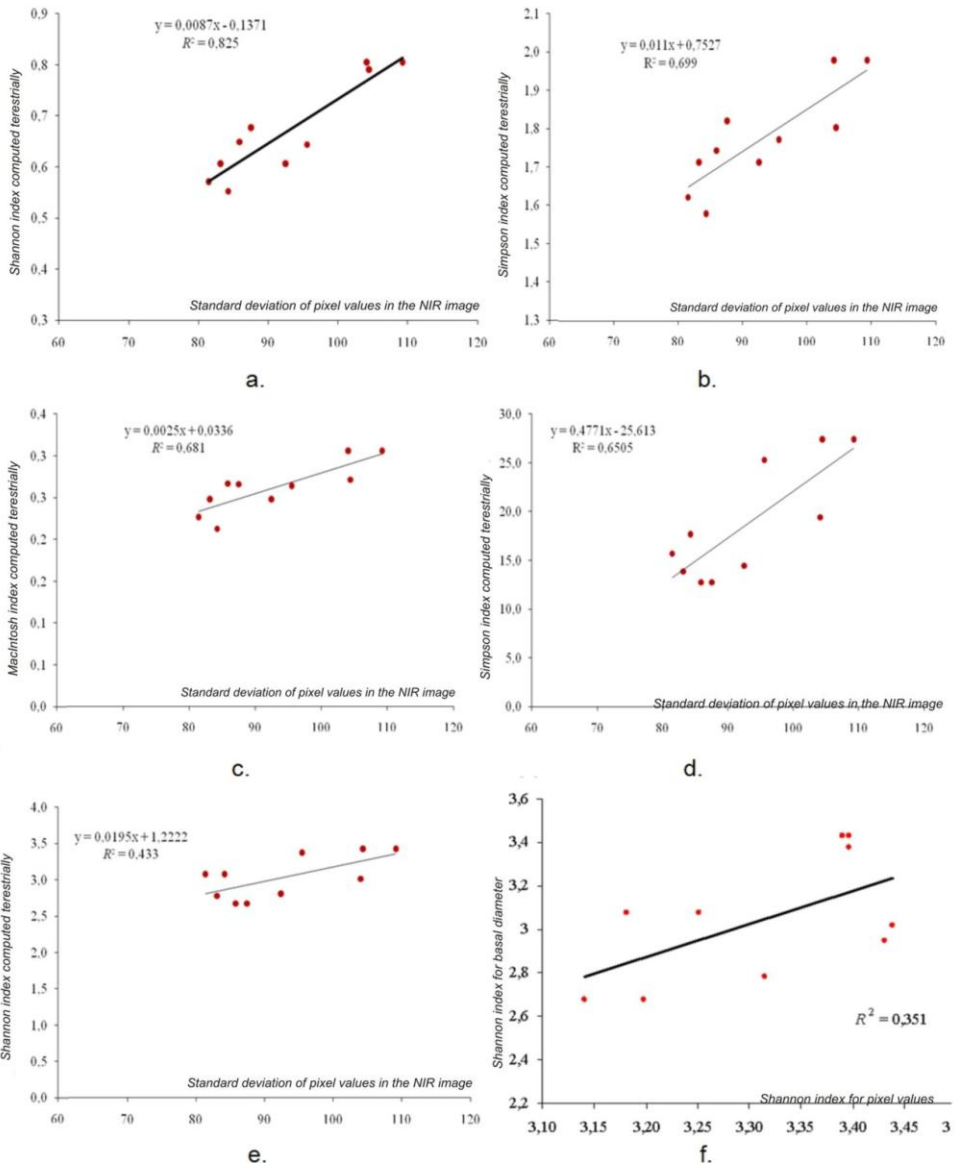 y = 0,0087x - 0,1371
R² = 0,825
0,9
0,8
0,7
0,6
0,5
0,4
0,3
Shannon index computed terestrially
Standard deviation of pixel values in the NIR image
60 70 80 90 100 110 120
a.
y = 0,011x + 0,7527
R² = 0,699
2.0
1.9
1.8
1.7
1.6
1.5
1.4
1.3
Simpson index computed terestrially
Standard deviation of pixel values in the NIR image
60 70 80 90 100 110 120
b.
y = 0,0025x + 0,0336
R² = 0,681
0,4
0,3
0,3
0,2
0,2
0,1
0,1
0,0
MacIntosh index computed terestrially
Standard deviation of pixel values in the NIR image
60 70 80 90 100 110 120
c.
y = 0,4771x - 25,613
R² = 0,6505
30,0
25,0
20,0
15,0
10,0
5,0
0,0
Simpson index computed terestrially
Standard deviation of pixel values in the NIR image
60 70 80 90 100 110 120
d.
y = 0,0195x + 1,2222
R² = 0,433
4,0
3,5
3,0
2,5
2,0
1,5
1,0
0,5
0,0
Shannon index computed terestrially
Standard deviation of pixel values in the NIR image
60 70 80 90 100 110 120
e.
3,6
3,4
3,2
3
2,8
2,6
2,4
2,2
Shannon index for basal diameter
R² = 0,351
Shannon index for pixel values
3,10 3,15 3,20 3,25 3,30 3,35 3,40 3,45 3
f.